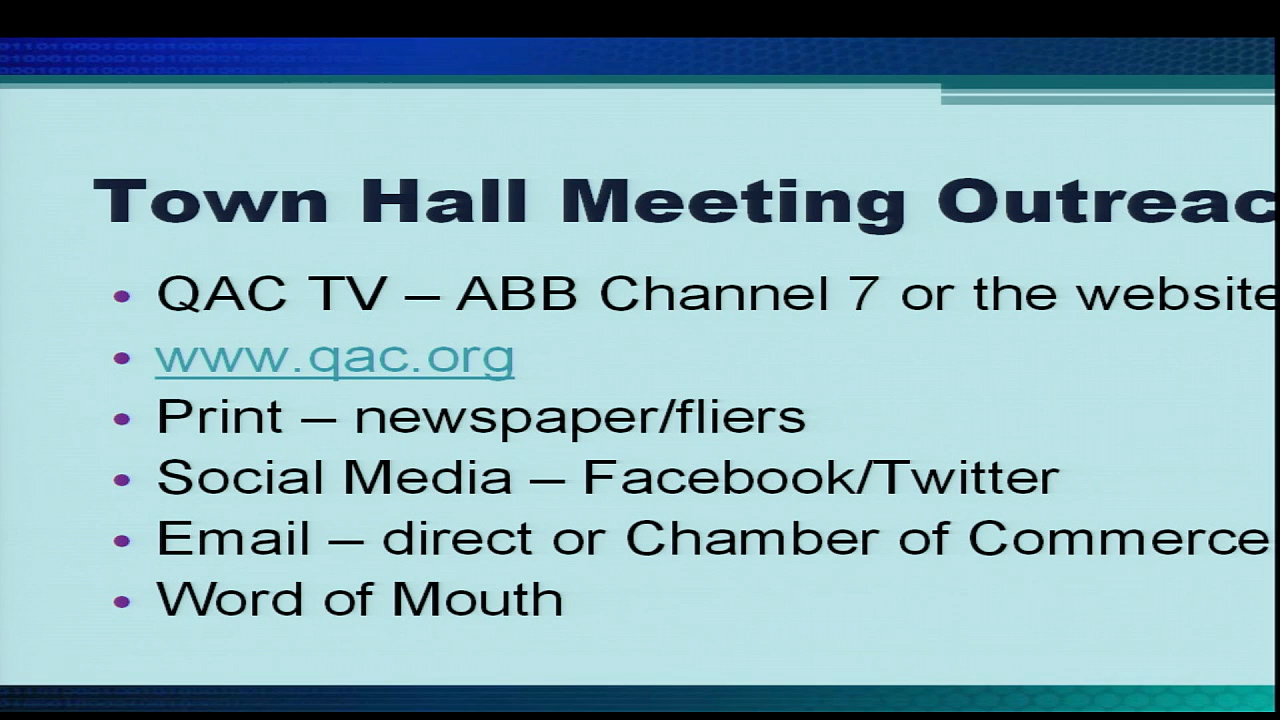 Town Hall Meeting Outreac
• QAC TV – ABB Channel 7 or the website
• www.qac.org
• Print – newspaper/fliers
• Social Media – Facebook/Twitter
• Email – direct or Chamber of Commerce
• Word of Mouth